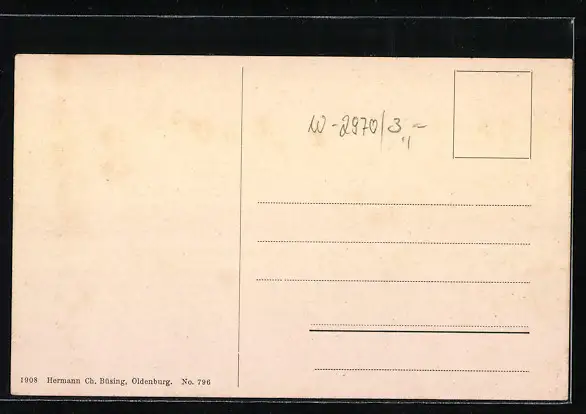 W-2970/3,-
1908 Hermann Ch. Büsing, Oldenburg. No. 796